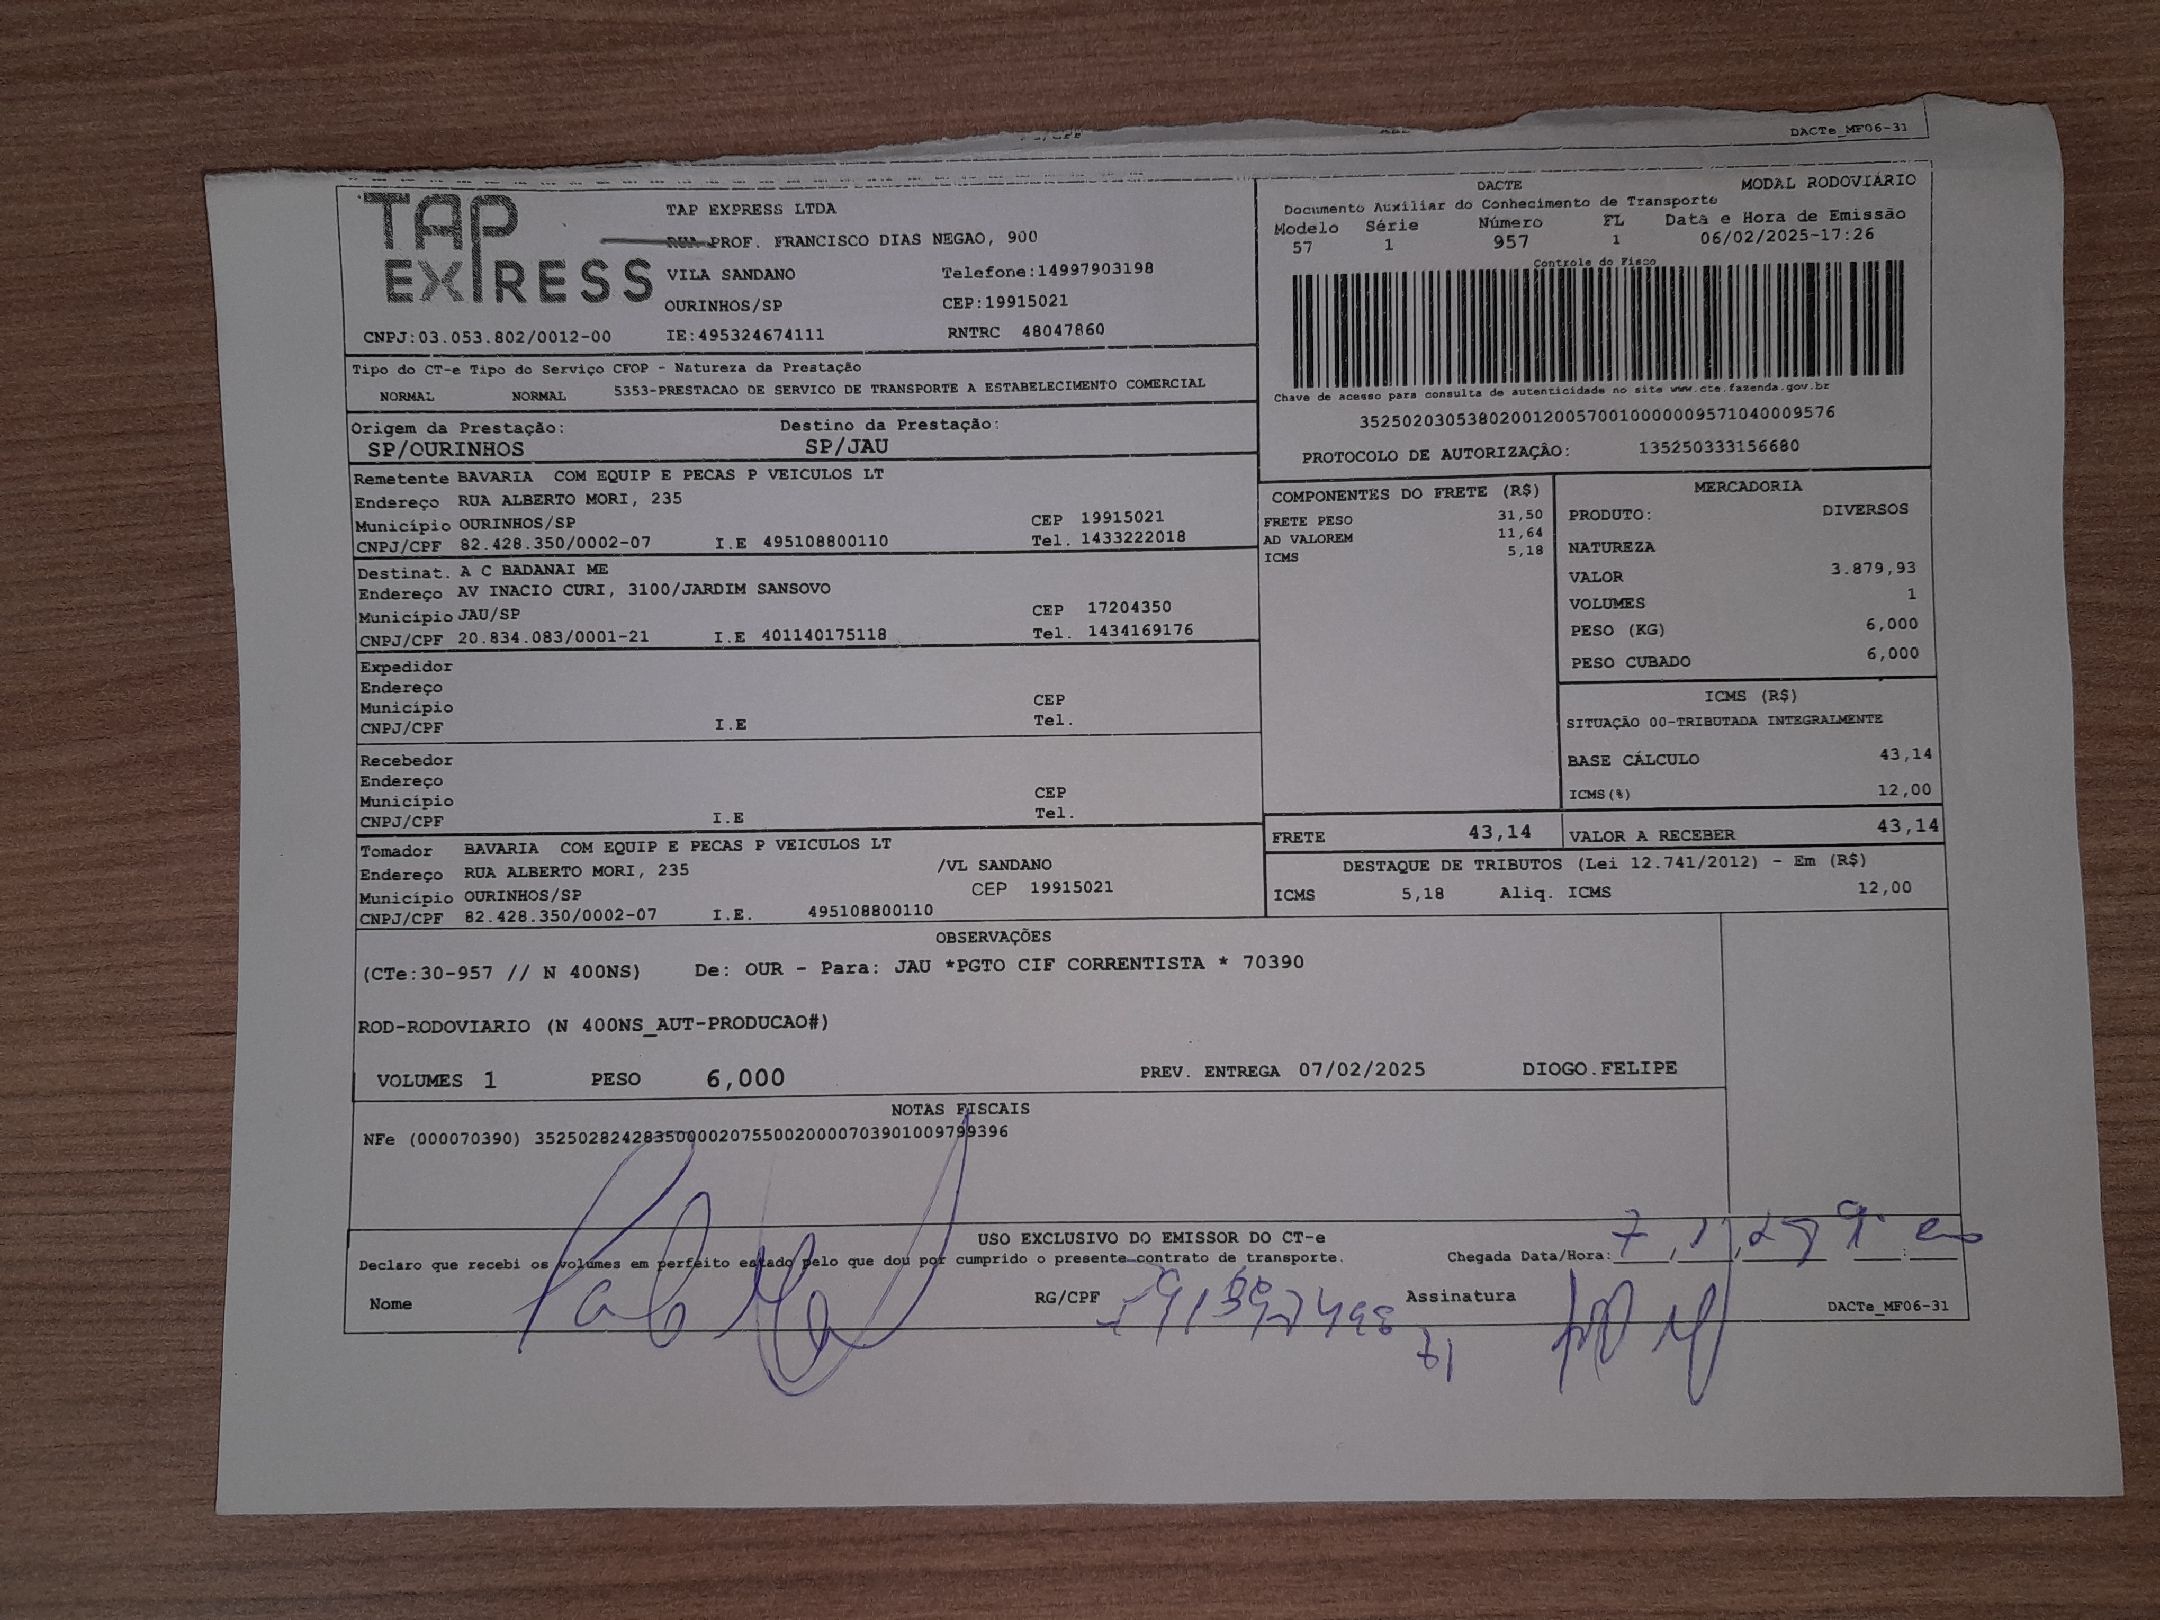 DACTe_MF06-31
TAP EXPRESS
TAP EXPRESS LTDA
RUA PROF. FRANCISCO DIAS NEGAO, 900
VILA SANDANO Telefone:14997903198
OURINHOS/SP CEP:19915021
CNPJ:03.053.802/0012-00 IE:495324674111 RNTRC 48047860
DACTE MODAL RODOVIÁRIO
Documento Auxiliar do Conhecimento de Transporte
Modelo Série Número FL Data e Hora de Emissão
57 1 957 1 06/02/2025-17:26
Controle do Fisco
Chave de acesso para consulta de autenticidade no site www.cte.fazenda.gov.br
35250203053802001200570010000009571040009576
PROTOCOLO DE AUTORIZAÇÃO: 135250333156680
Tipo do CT-e Tipo do Serviço CFOP - Natureza da Prestação
NORMAL NORMAL 5353-PRESTACAO DE SERVICO DE TRANSPORTE A ESTABELECIMENTO COMERCIAL
Origem da Prestação: Destino da Prestação:
SP/OURINHOS SP/JAU
Remetente BAVARIA COM EQUIP E PECAS P VEICULOS LT
Endereço RUA ALBERTO MORI, 235
Município OURINHOS/SP CEP 19915021
CNPJ/CPF 82.428.350/0002-07 I.E 495108800110 Tel. 1433222018
Destinat. A C BADANAI ME
Endereço AV INACIO CURI, 3100/JARDIM SANSOVO
Município JAU/SP CEP 17204350
CNPJ/CPF 20.834.083/0001-21 I.E 401140175118 Tel. 1434169176
Expedidor
Endereço
Município CEP
CNPJ/CPF I.E Tel.
Recebedor
Endereço
Município CEP
CNPJ/CPF I.E Tel.
Tomador BAVARIA COM EQUIP E PECAS P VEICULOS LT
Endereço RUA ALBERTO MORI, 235 /VL SANDANO
Município OURINHOS/SP CEP 19915021
CNPJ/CPF 82.428.350/0002-07 I.E. 495108800110
COMPONENTES DO FRETE (R$)
FRETE PESO 31,50
AD VALOREM 11,64
ICMS 5,18
MERCADORIA
PRODUTO: DIVERSOS
NATUREZA
VALOR 3.879,93
VOLUMES 1
PESO (KG) 6,000
PESO CUBADO 6,000
ICMS (R$)
SITUAÇÃO 00-TRIBUTADA INTEGRALMENTE
BASE CÁLCULO 43,14
ICMS(%) 12,00
FRETE 43,14 VALOR A RECEBER 43,14
DESTAQUE DE TRIBUTOS (Lei 12.741/2012) - Em (R$)
ICMS 5,18 Aliq. ICMS 12,00
OBSERVAÇÕES
(CTe:30-957 // N 400NS) De: OUR - Para: JAU *PGTO CIF CORRENTISTA * 70390
ROD-RODOVIARIO (N 400NS_AUT-PRODUCAO#)
VOLUMES 1 PESO 6,000 PREV. ENTREGA 07/02/2025 DIOGO.FELIPE
NOTAS FISCAIS
NFe (000070390) 35250282428350000207550020000703901009799396
USO EXCLUSIVO DO EMISSOR DO CT-e
Declaro que recebi os volumes em perfeito estado pelo que dou por cumprido o presente contrato de transporte. Chegada Data/Hora:
Nome RG/CPF Assinatura
DACTe_MF06-31